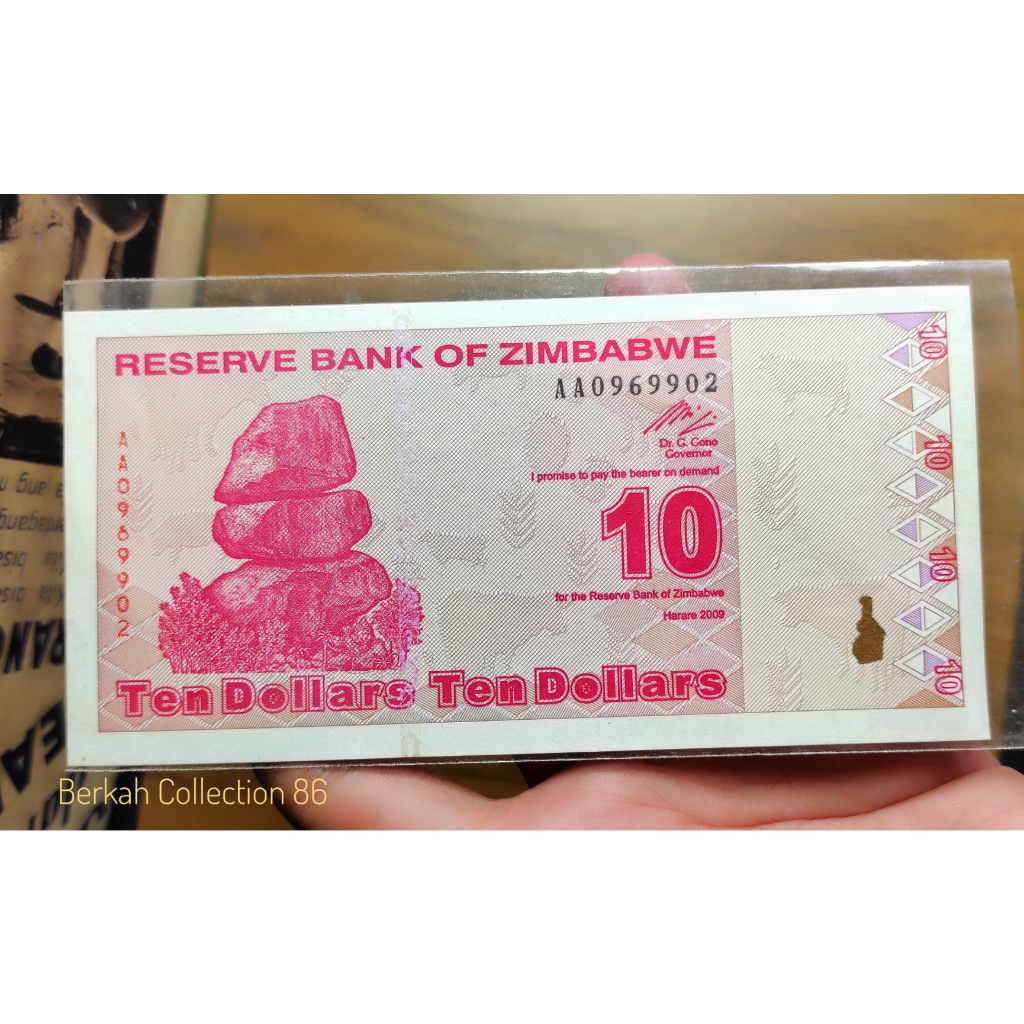 RESERVE BANK OF ZIMBABWE
AA0969902
Dr. G. Gono
Governor
I promise to pay the bearer on demand
10
for the Reserve Bank of Zimbabwe
Harare 2009
AA0969902
Ten Dollars Ten Dollars
10
10
10
10
Berkah Collection 86